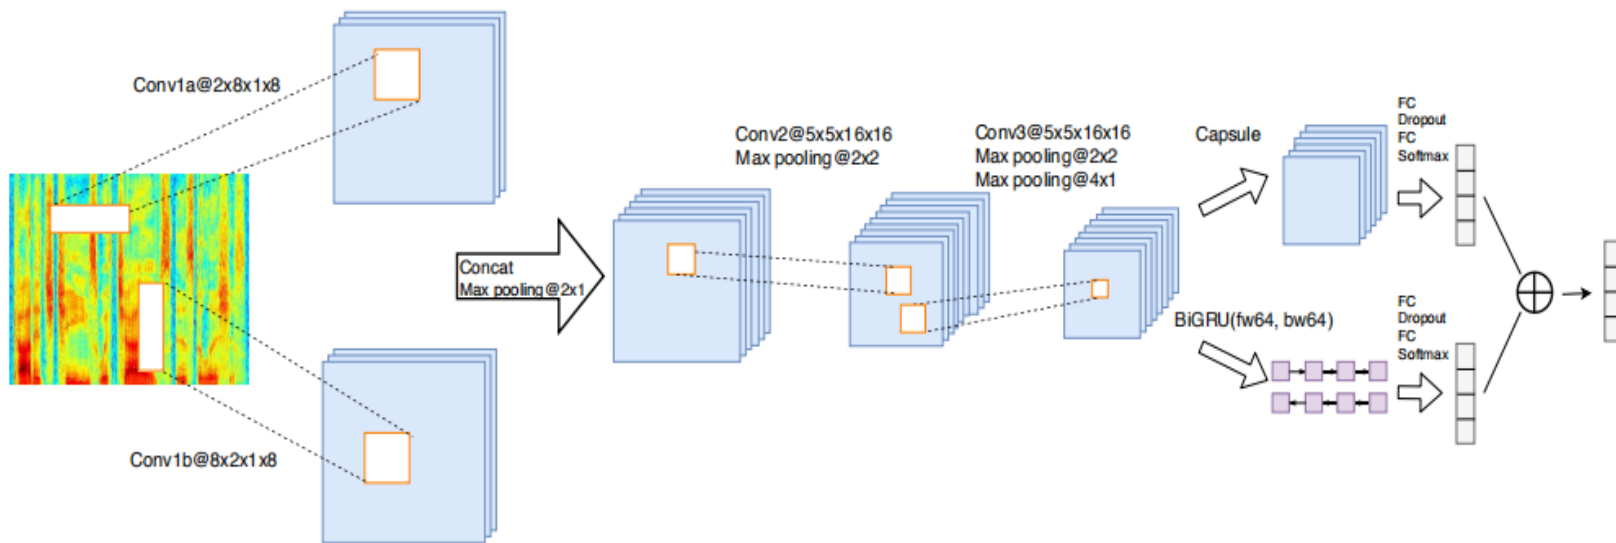 Conv1a@2x8x1x8
Conv1b@8x2x1x8
Concat
Max pooling@2x1
Conv2@5x5x16x16
Max pooling@2x2
Conv3@5x5x16x16
Max pooling@2x2
Max pooling@4x1
Capsule
FC
Dropout
FC
Softmax
BiGRU(fw64, bw64)
FC
Dropout
FC
Softmax